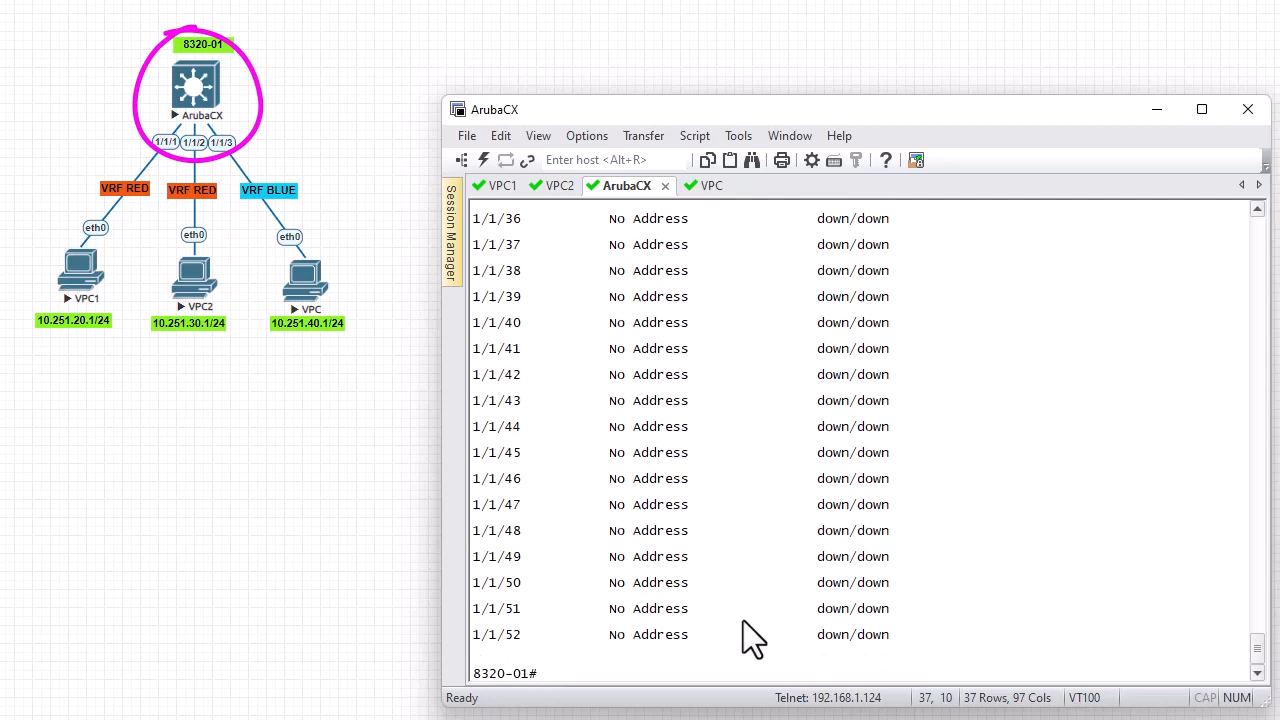 8320-01
ArubaCX
1/1/1 1/1/2 1/1/3
VRF RED VRF RED VRF BLUE
eth0 eth0 eth0
VPC1 VPC2 VPC
10.251.20.1/24 10.251.30.1/24 10.251.40.1/24
ArubaCX
File Edit View Options Transfer Script Tools Window Help
Enter host <Alt+R>
Session Manager
VPC1 VPC2 ArubaCX VPC
1/1/36 No Address down/down
1/1/37 No Address down/down
1/1/38 No Address down/down
1/1/39 No Address down/down
1/1/40 No Address down/down
1/1/41 No Address down/down
1/1/42 No Address down/down
1/1/43 No Address down/down
1/1/44 No Address down/down
1/1/45 No Address down/down
1/1/46 No Address down/down
1/1/47 No Address down/down
1/1/48 No Address down/down
1/1/49 No Address down/down
1/1/50 No Address down/down
1/1/51 No Address down/down
1/1/52 No Address down/down
8320-01#
Ready Telnet: 192.168.1.124 37, 10 37 Rows, 97 Cols VT100 CAP NUM